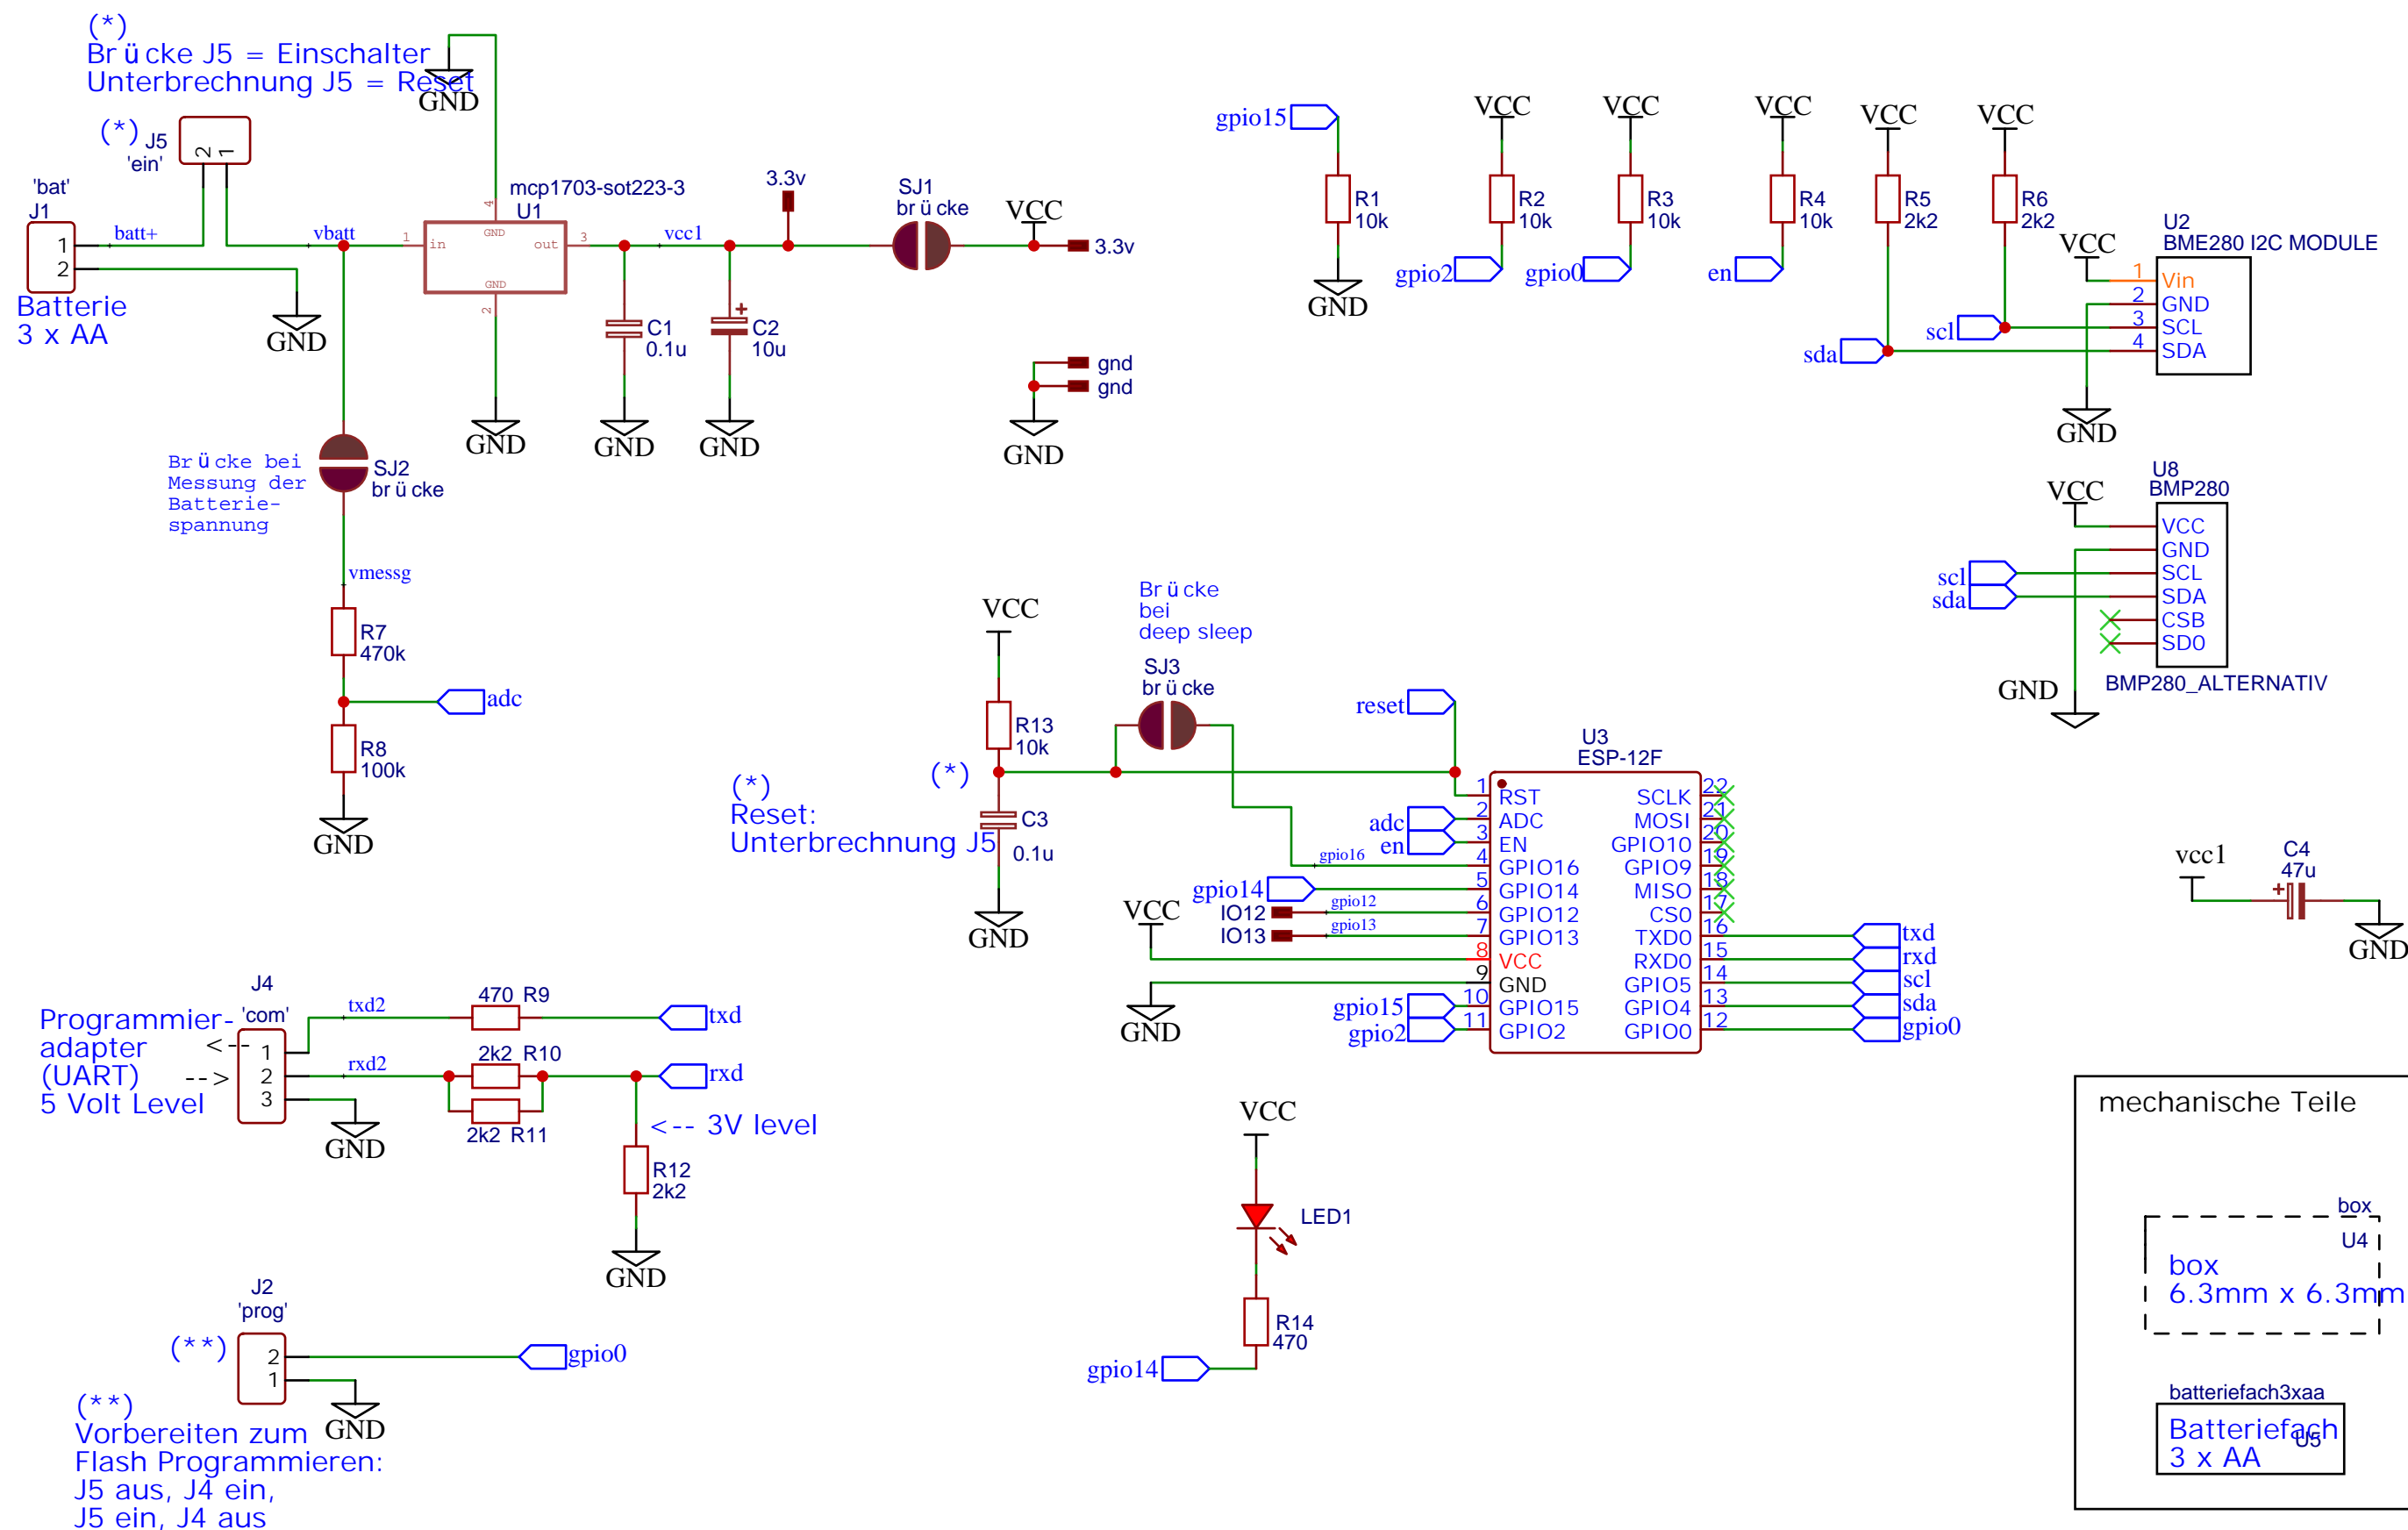 (*)
Brücke J5 = Einschalter
Unterbrechnung J5 = Reset
GND
(*)
J5
'ein'
2
1
'bat'
J1
1
2
batt+
Batterie
3 x AA
GND
vbatt
mcp1703-sot223-3
U1
4
GND
1
in
out
3
GND
2
GND
vcc1
3.3v
SJ1
brücke
VCC
3.3v
C1
0.1u
GND
C2
10u
GND
gnd
gnd
GND
gpio15
R1
10k
GND
VCC
R2
10k
gpio2
VCC
R3
10k
gpio0
VCC
R4
10k
en
VCC
R5
2k2
sda
VCC
R6
2k2
scl
U2
BME280 I2C MODULE
VCC
1
Vin
2
GND
3
SCL
4
SDA
GND
Brücke bei
Messung der
Batterie-
spannung
SJ2
brücke
vmessg
R7
470k
adc
R8
100k
GND
U8
BMP280
VCC
VCC
GND
scl
SCL
sda
SDA
CSB
SD0
GND
BMP280_ALTERNATIV
Brücke
bei
deep sleep
SJ3
brücke
VCC
R13
10k
(*)
(*)
Reset:
Unterbrechnung J5
C3
0.1u
GND
reset
U3
ESP-12F
1
RST
adc
2
ADC
en
3
EN
gpio16
4
GPIO16
gpio14
5
GPIO14
IO12
gpio12
6
GPIO12
IO13
gpio13
7
GPIO13
VCC
8
VCC
9
GND
GND
gpio15
10
GPIO15
gpio2
11
GPIO2
SCLK
22
MOSI
21
GPIO10
20
GPIO9
19
MISO
18
CS0
17
TXD0
16
txd
RXD0
15
rxd
GPIO5
14
scl
GPIO4
13
sda
GPIO0
12
gpio0
vcc1
C4
47u
+
GND
J4
'com'
Programmier-
adapter
(UART)
5 Volt Level
<--
-->
1
2
3
txd2
470 R9
txd
rxd2
2k2 R10
rxd
2k2 R11
GND
<-- 3V level
R12
2k2
GND
J2
'prog'
(**)
2
1
gpio0
GND
(**)
Vorbereiten zum
Flash Programmieren:
J5 aus, J4 ein,
J5 ein, J4 aus
VCC
LED1
R14
470
gpio14
mechanische Teile
box
U4
box
6.3mm x 6.3mm
batteriefach3xaa
Batteriefach
U5
3 x AA